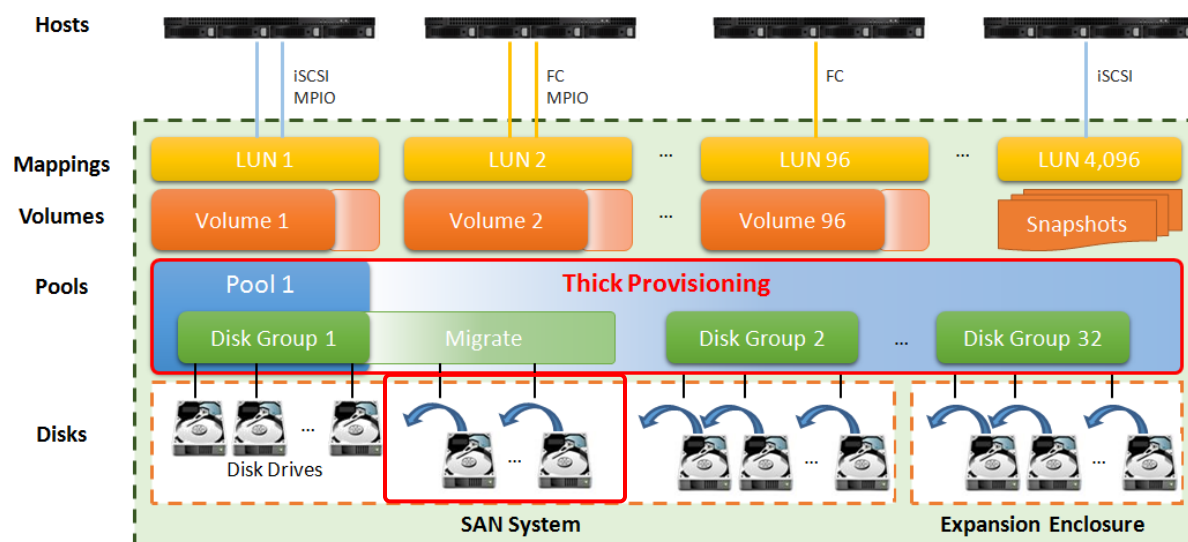 Hosts
iSCSI
MPIO
FC
MPIO
FC
iSCSI
Mappings
LUN 1
LUN 2
...
LUN 96
...
LUN 4,096
Volumes
Volume 1
Volume 2
...
Volume 96
Snapshots
Pools
Pool 1
Thick Provisioning
Disk Group 1
Migrate
Disk Group 2
...
Disk Group 32
Disks
...
...
...
...
Disk Drives
SAN System
Expansion Enclosure